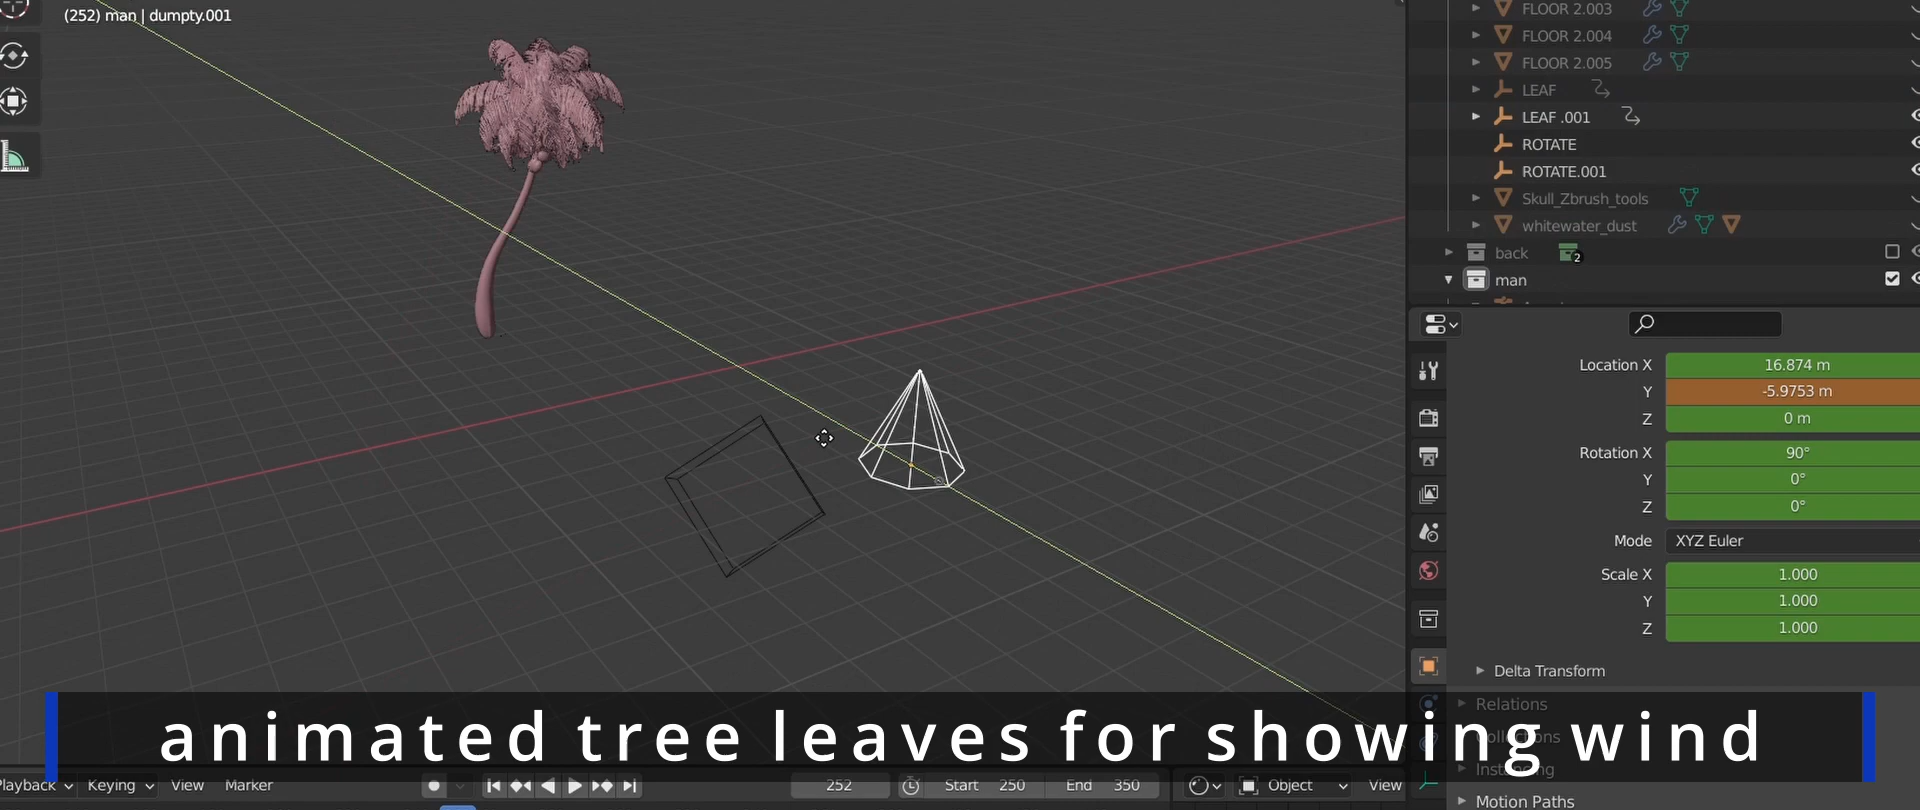 (252) man | dumpty.001
FLOOR 2.003
FLOOR 2.004
FLOOR 2.005
LEAF
LEAF .001
ROTATE
ROTATE.001
Skull_Zbrush_tools
whitewater_dust
back 2
man
Location X 16.874 m
Y -5.9753 m
Z 0 m
Rotation X 90°
Y 0°
Z 0°
Mode XYZ Euler
Scale X 1.000
Y 1.000
Z 1.000
Delta Transform
Relations
Collections
Instancing
Motion Paths
animated tree leaves for showing wind
Playback Keying View Marker 252 Start 250 End 350 Object View